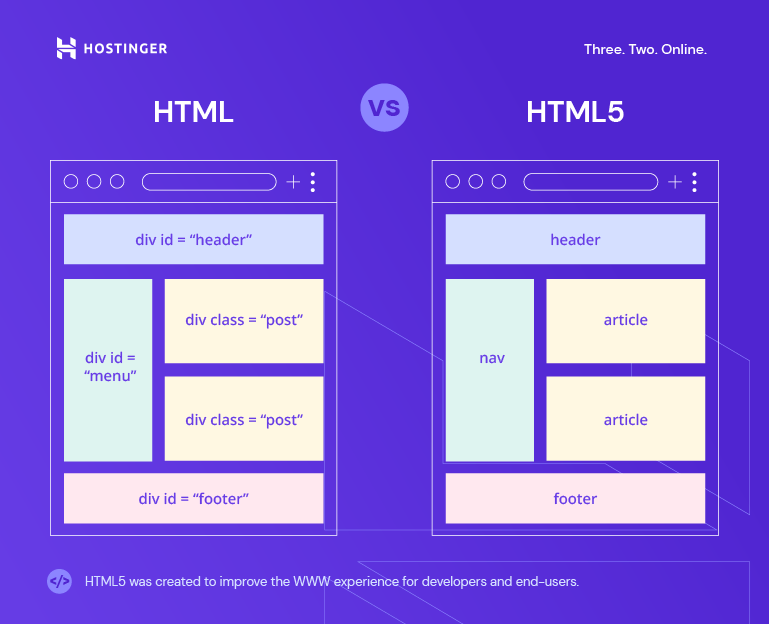 HOSTINGER
Three. Two. Online.
HTML
VS
HTML5
div id = “header”
div id =
“menu”
div class = “post”
div class = “post”
div id = “footer”
header
nav
article
article
footer
</> HTML5 was created to improve the WWW experience for developers and end-users.